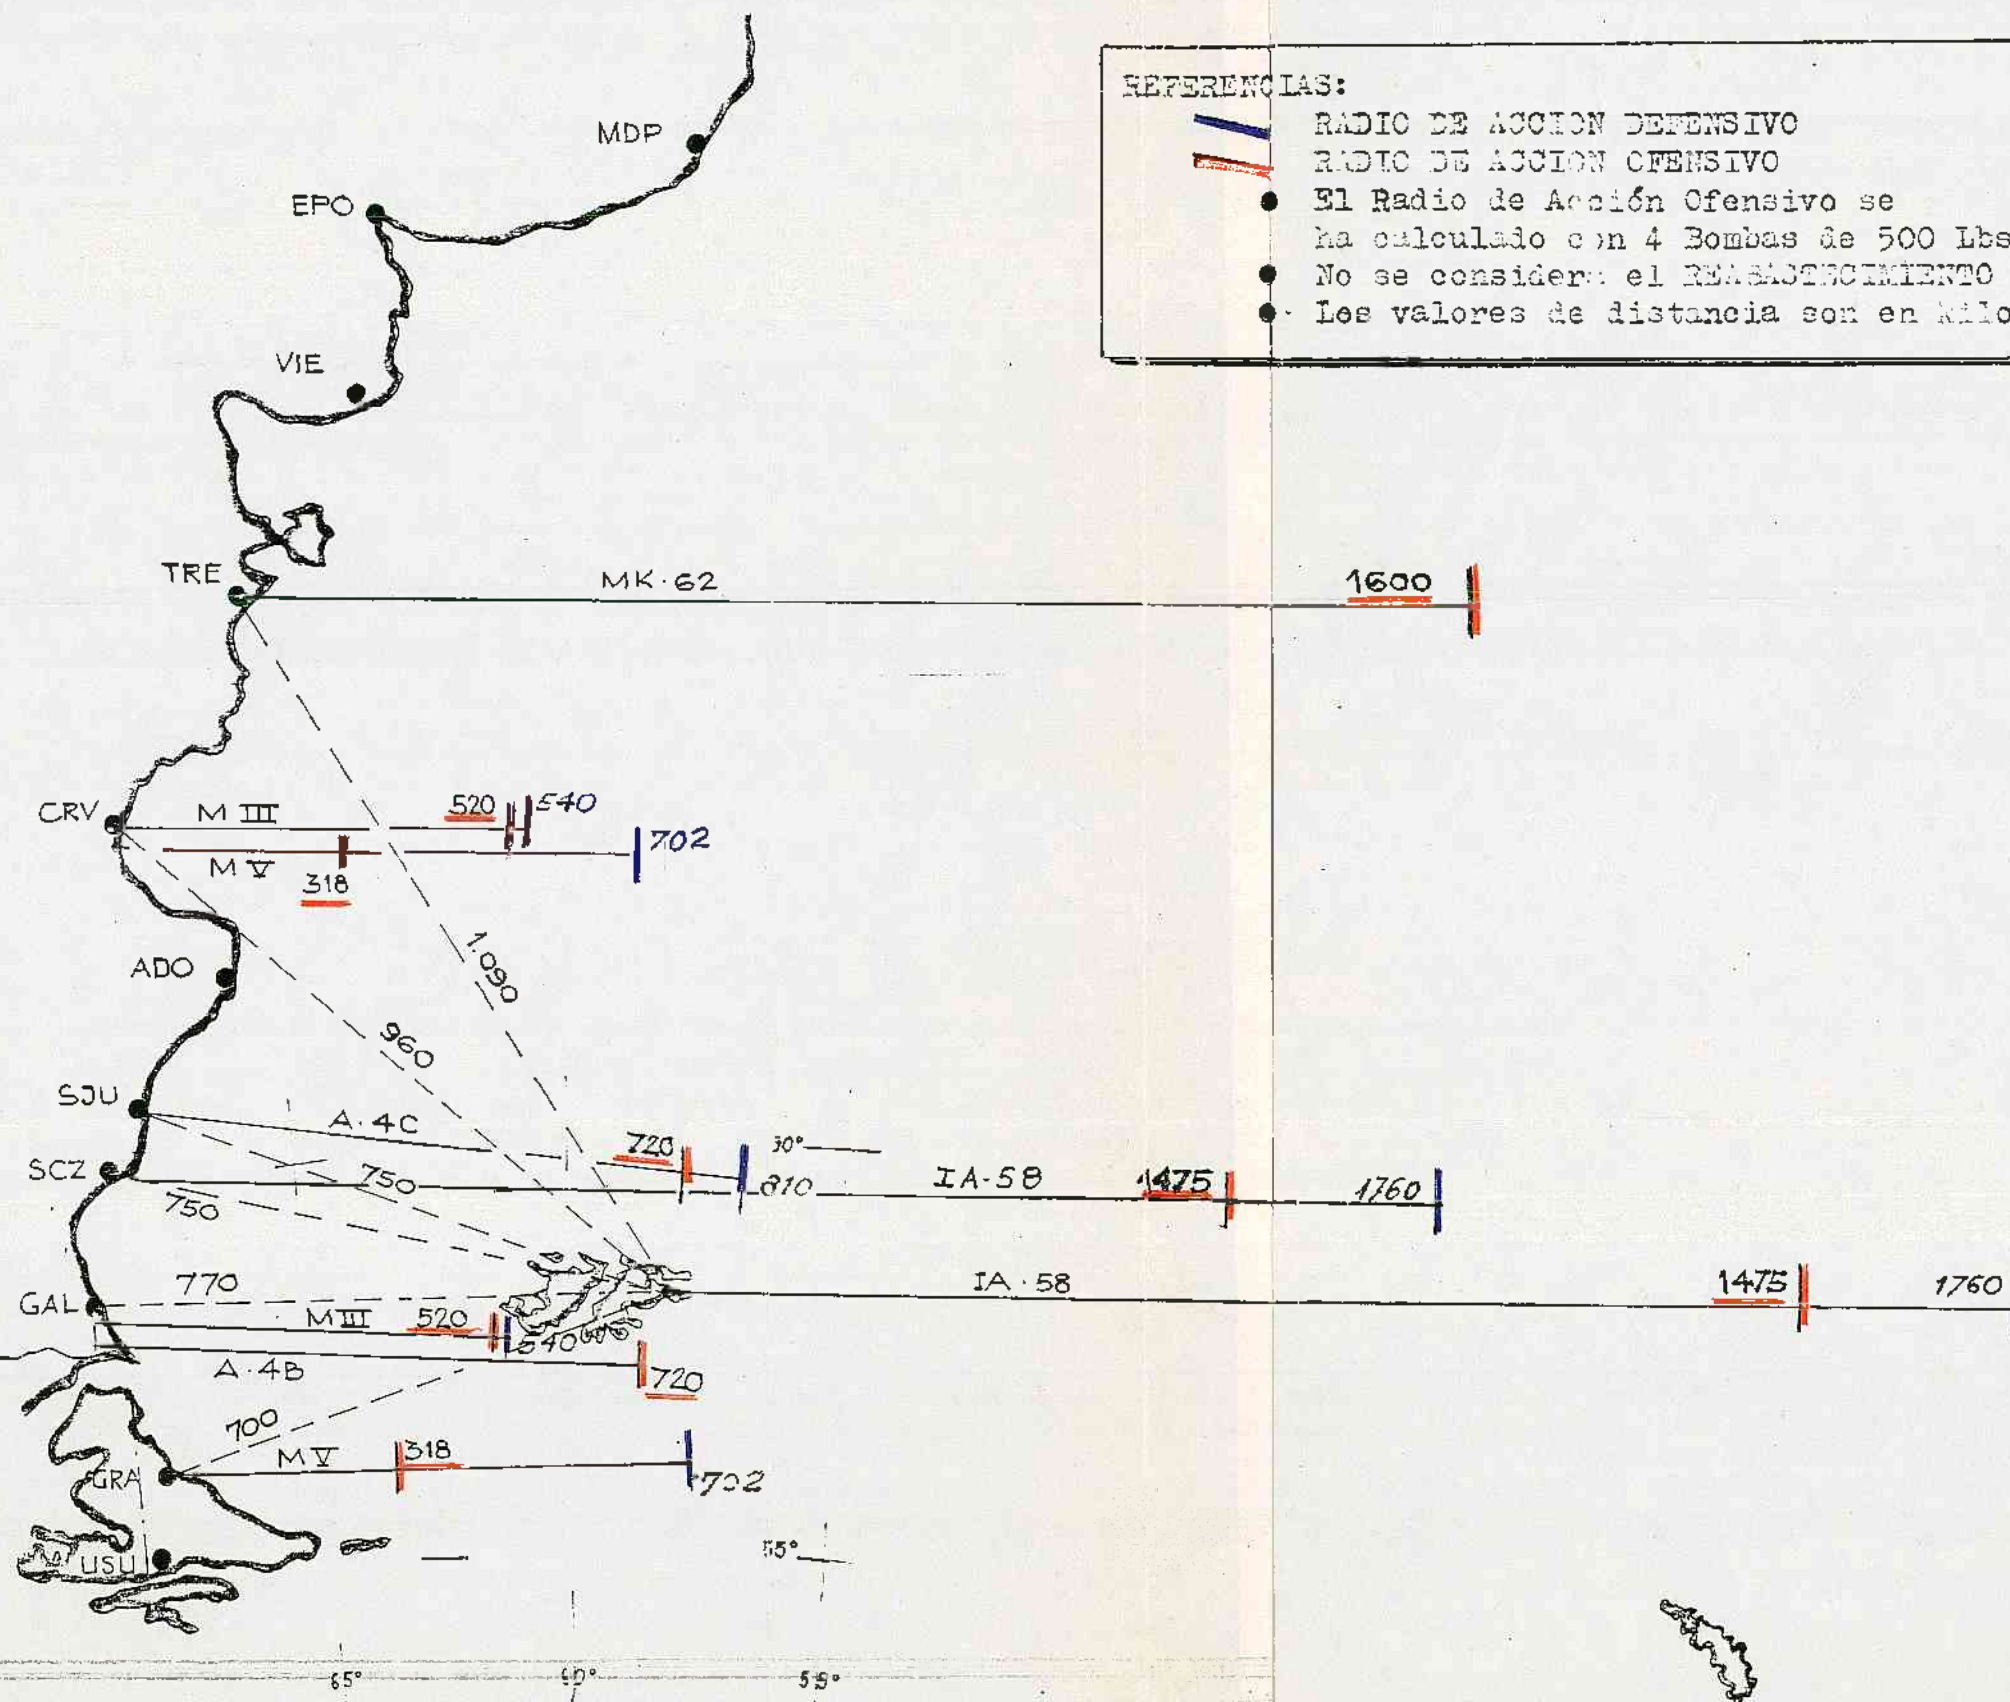 REFERENCIAS:
RADIO DE ACCION DEFENSIVO
RADIO DE ACCION OFENSIVO
El Radio de Acción Ofensivo se
ha calculado con 4 Bombas de 500 Lbs
No se considera el REABASTECIMIENTO
Los valores de distancia son en Kilo
MDP
EPO
VIE
TRE
MK·62
1600
CRV
M III
520
540
M V
702
318
ADO
1.090
960
SJU
A·4C
720
30°
SCZ
750
810
IA-58
1475
1760
750
770
IA·58
1475
1760
GAL
M III
520
540
A·4B
720
700
M V
318
GRA
702
USU
55°
65°
60°